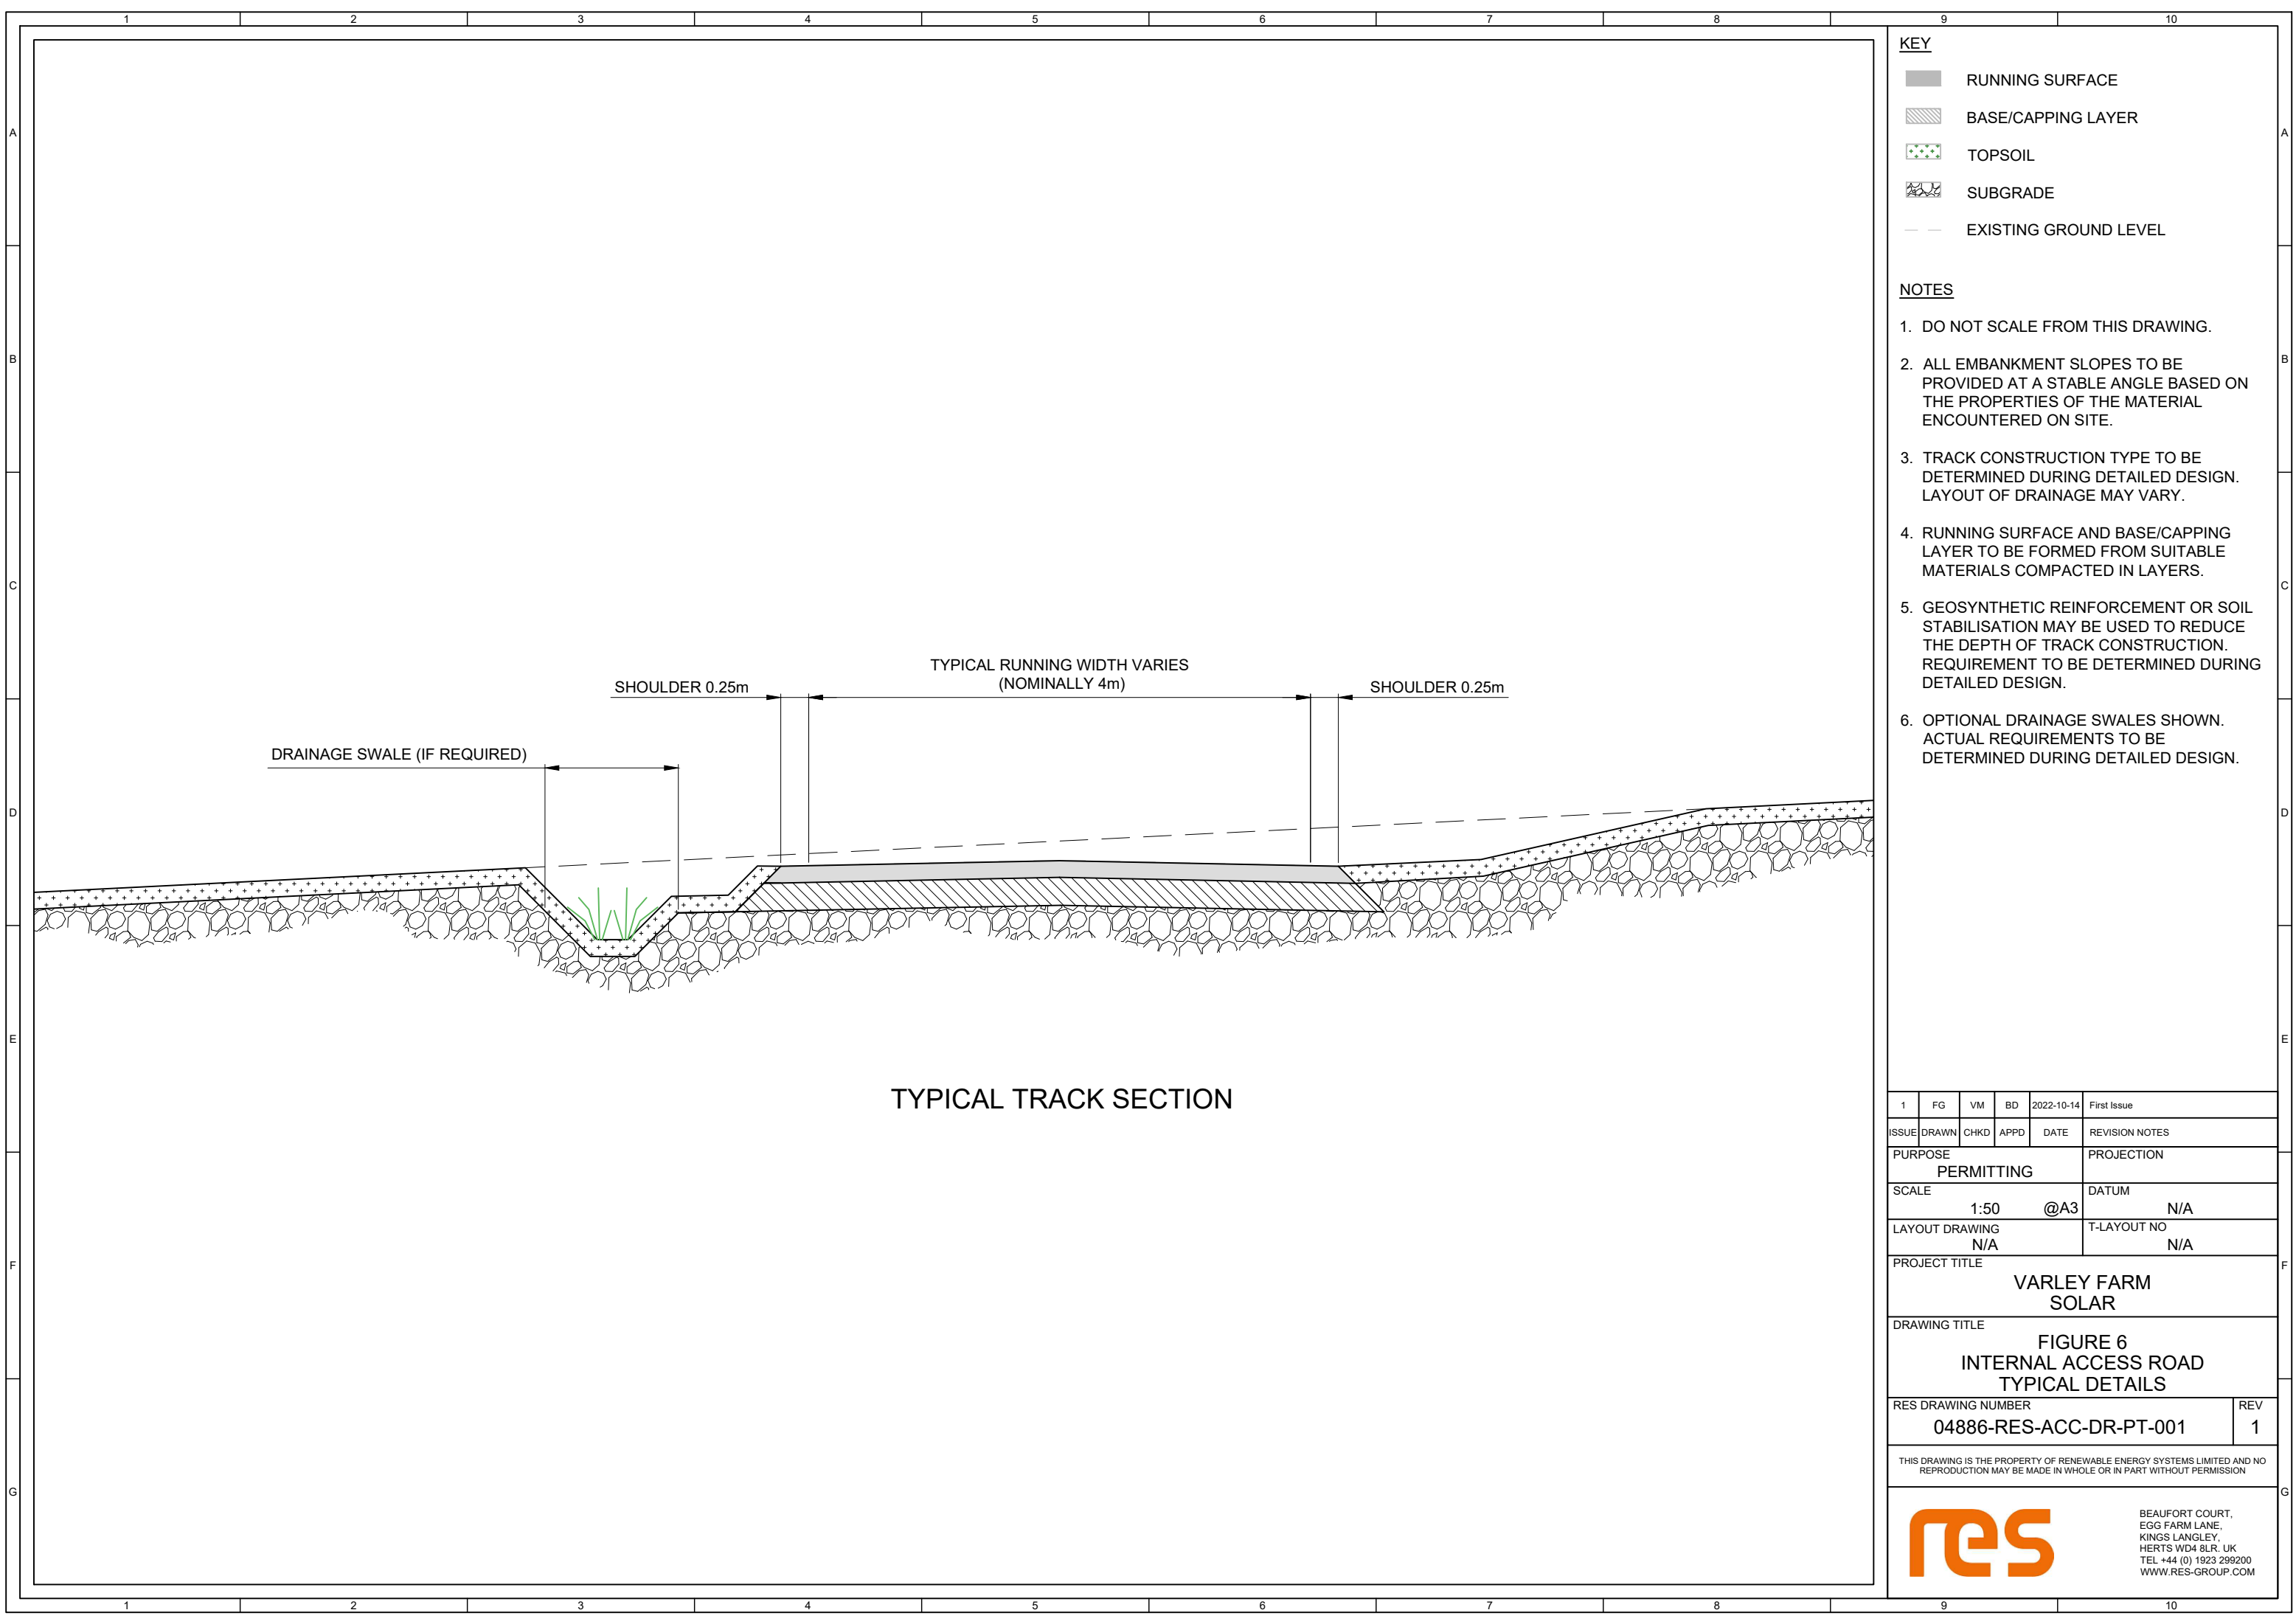 1 2 3 4 5 6 7 8 9 10
A
B
C
D
E
F
G
SHOULDER 0.25m
TYPICAL RUNNING WIDTH VARIES
(NOMINALLY 4m)
SHOULDER 0.25m
DRAINAGE SWALE (IF REQUIRED)
TYPICAL TRACK SECTION
KEY
RUNNING SURFACE
BASE/CAPPING LAYER
TOPSOIL
SUBGRADE
EXISTING GROUND LEVEL
NOTES
1. DO NOT SCALE FROM THIS DRAWING.
2. ALL EMBANKMENT SLOPES TO BE
PROVIDED AT A STABLE ANGLE BASED ON
THE PROPERTIES OF THE MATERIAL
ENCOUNTERED ON SITE.
3. TRACK CONSTRUCTION TYPE TO BE
DETERMINED DURING DETAILED DESIGN.
LAYOUT OF DRAINAGE MAY VARY.
4. RUNNING SURFACE AND BASE/CAPPING
LAYER TO BE FORMED FROM SUITABLE
MATERIALS COMPACTED IN LAYERS.
5. GEOSYNTHETIC REINFORCEMENT OR SOIL
STABILISATION MAY BE USED TO REDUCE
THE DEPTH OF TRACK CONSTRUCTION.
REQUIREMENT TO BE DETERMINED DURING
DETAILED DESIGN.
6. OPTIONAL DRAINAGE SWALES SHOWN.
ACTUAL REQUIREMENTS TO BE
DETERMINED DURING DETAILED DESIGN.
1 FG VM BD 2022-10-14 First Issue
ISSUE DRAWN CHKD APPD DATE REVISION NOTES
PURPOSE PROJECTION
PERMITTING
SCALE DATUM
1:50 @A3 N/A
LAYOUT DRAWING T-LAYOUT NO
N/A N/A
PROJECT TITLE
VARLEY FARM
SOLAR
DRAWING TITLE
FIGURE 6
INTERNAL ACCESS ROAD
TYPICAL DETAILS
RES DRAWING NUMBER REV
04886-RES-ACC-DR-PT-001 1
THIS DRAWING IS THE PROPERTY OF RENEWABLE ENERGY SYSTEMS LIMITED AND NO
REPRODUCTION MAY BE MADE IN WHOLE OR IN PART WITHOUT PERMISSION
res
BEAUFORT COURT,
EGG FARM LANE,
KINGS LANGLEY,
HERTS WD4 8LR. UK
TEL +44 (0) 1923 299200
WWW.RES-GROUP.COM
A
B
C
D
E
F
G
1 2 3 4 5 6 7 8 9 10